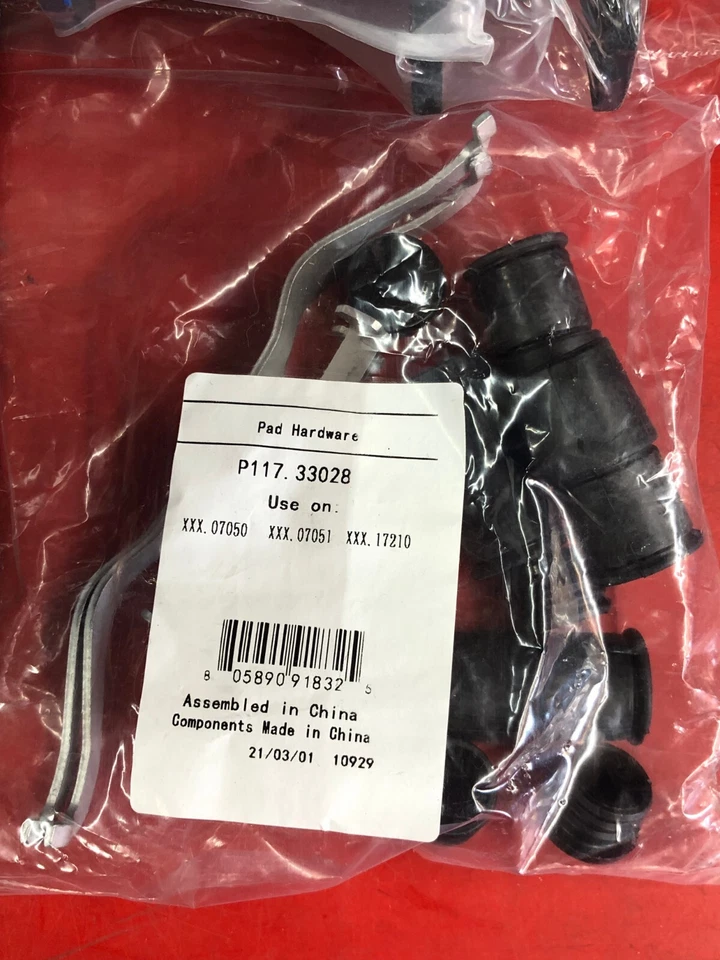 Pad Hardware
P117.33028
Use on:
XXX.07050 XXX.07051 XXX.17210
8 05890 91832 5
Assembled in China
Components Made in China
21/03/01 10929